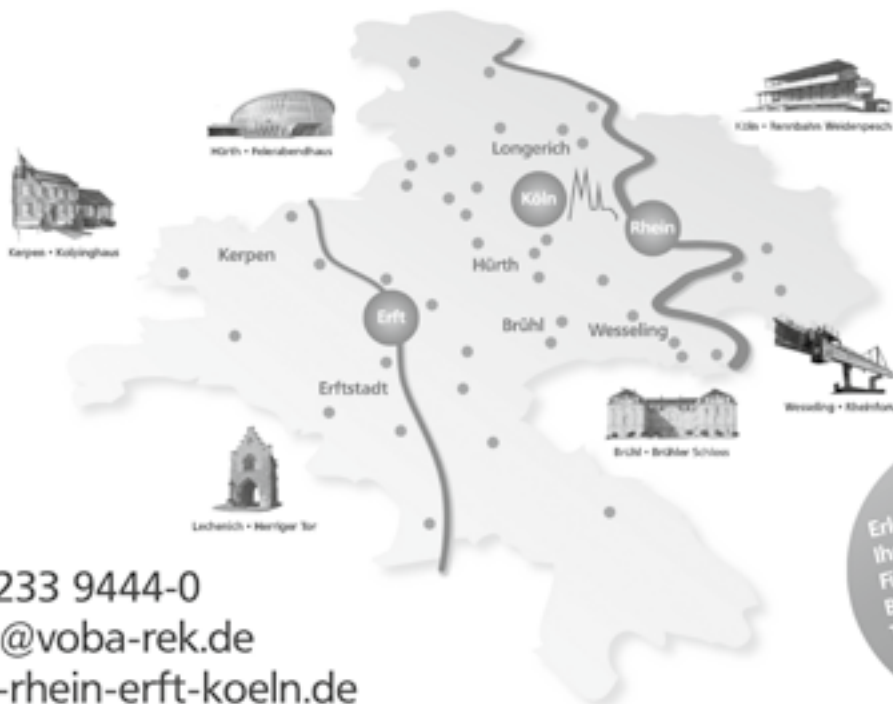 Hürth • Feierabendhaus
Köln • Rennbahn Weidenpesch
Kerpen • Kolpinghaus
Longerich
Köln
Rhein
Kerpen
Hürth
Erft
Brühl
Wesseling
Erftstadt
Wesseling •
Brühl • Brühler Schloss
Lechenich • Herriger Tor
233 9444-0
@voba-rek.de
-rhein-erft-koeln.de